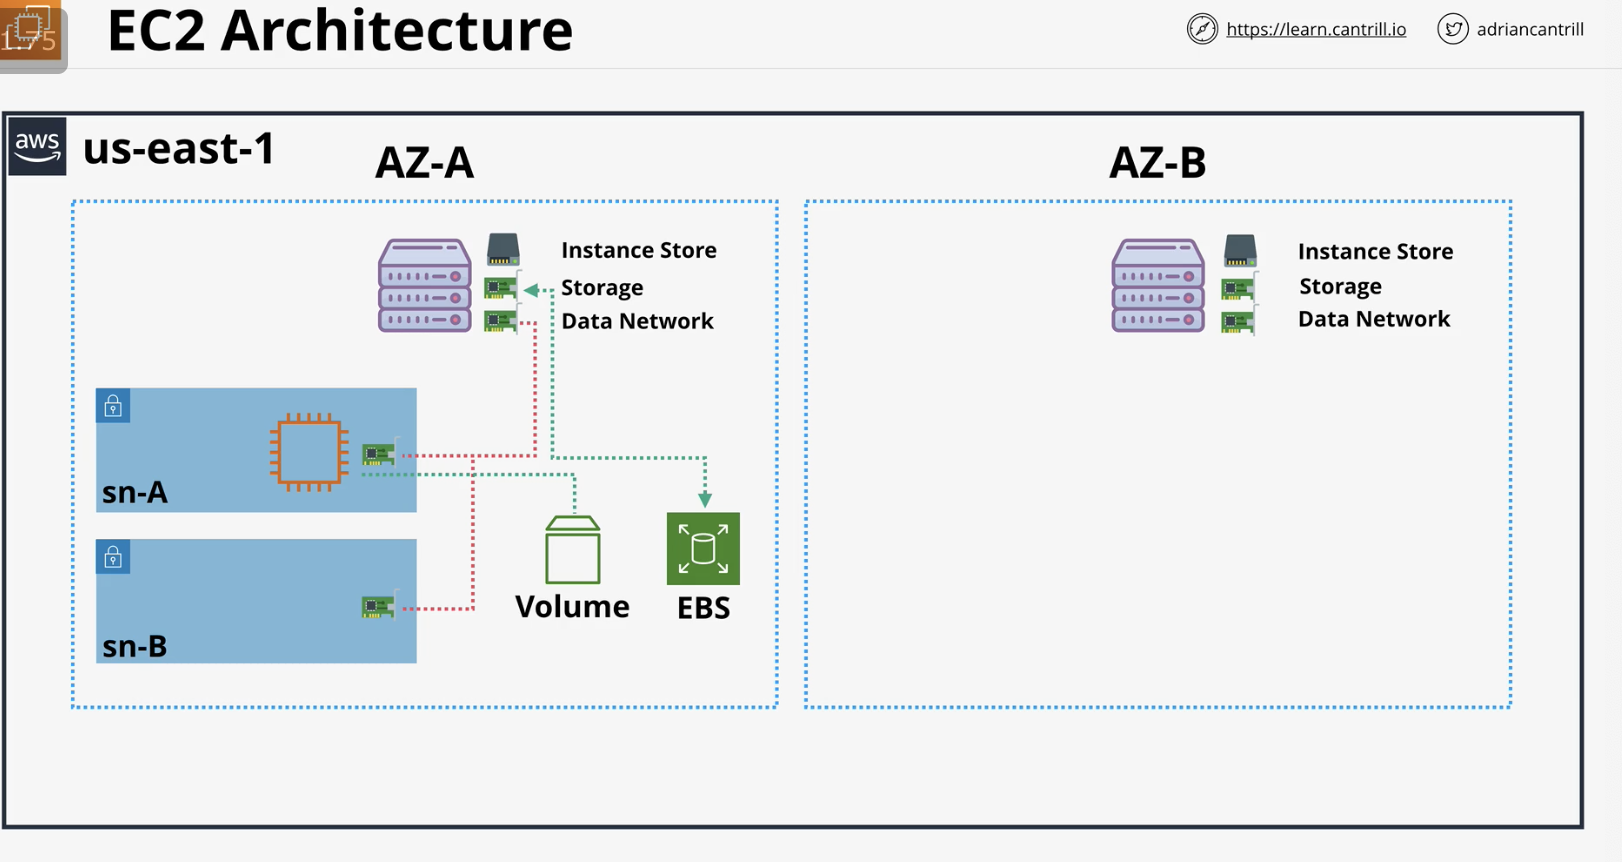 1.75
EC2 Architecture
https://learn.cantrill.io
adriancantrill
aws
us-east-1
AZ-A
AZ-B
Instance Store
Storage
Data Network
Instance Store
Storage
Data Network
sn-A
sn-B
Volume
EBS